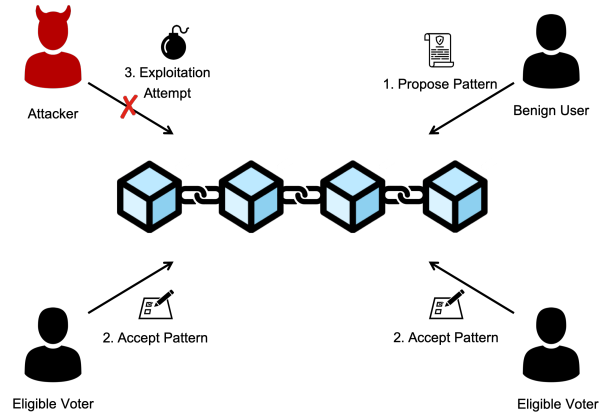 3. Exploitation
Attempt
Attacker
1. Propose Pattern
Benign User
2. Accept Pattern
Eligible Voter
2. Accept Pattern
Eligible Voter